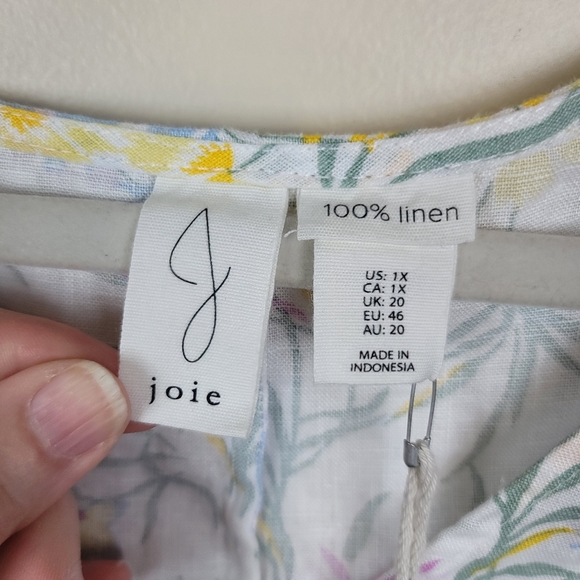 J
joie
100% linen
US: 1X
CA: 1X
UK: 20
EU: 46
AU: 20
MADE IN
INDONESIA